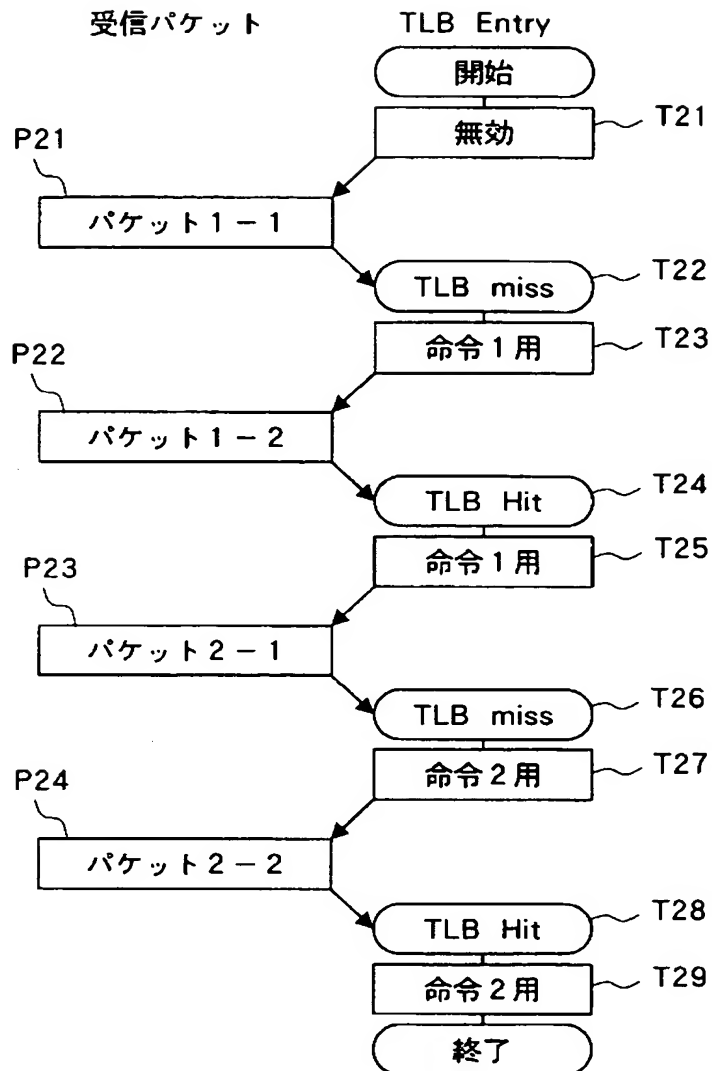 受信パケット TLB Entry
開始
無効 T21
P21
パケット1-1
TLB miss T22
命令1用 T23
P22
パケット1-2
TLB Hit T24
命令1用 T25
P23
パケット2-1
TLB miss T26
命令2用 T27
P24
パケット2-2
TLB Hit T28
命令2用 T29
終了